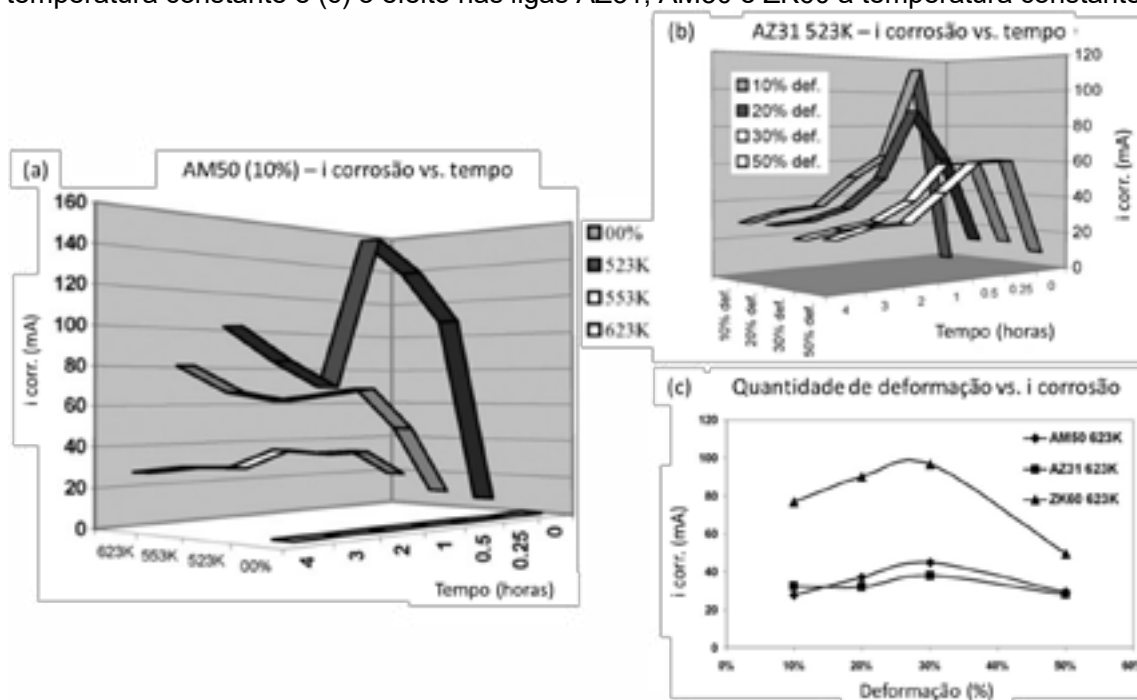 temperatura constante e (c) o efeito nas ligas AZ31, AM50 e ZK60 a temperatura constante
(a)
AM50 (10%) – i corrosão vs. tempo
160
140
120
100
80
60
40
20
0
i corr. (mA)
623K
553K
523K
00%
4
3
2
1
0.5
0.25
0
Tempo (horas)
00%
523K
553K
623K
(b)
AZ31 523K – i corrosão vs. tempo
10% def.
20% def.
30% def.
50% def.
120
100
80
60
40
20
0
i corr. (mA)
10% def.
20% def.
30% def.
50% def.
4
3
2
1
0.5
0.25
0
Tempo (horas)
(c)
Quantidade de deformação vs. i corrosão
120
100
80
60
40
20
0
i corr. (mA)
AM50 623K
AZ31 623K
ZK60 623K
0%
10%
20%
30%
40%
50%
60%
Deformação (%)